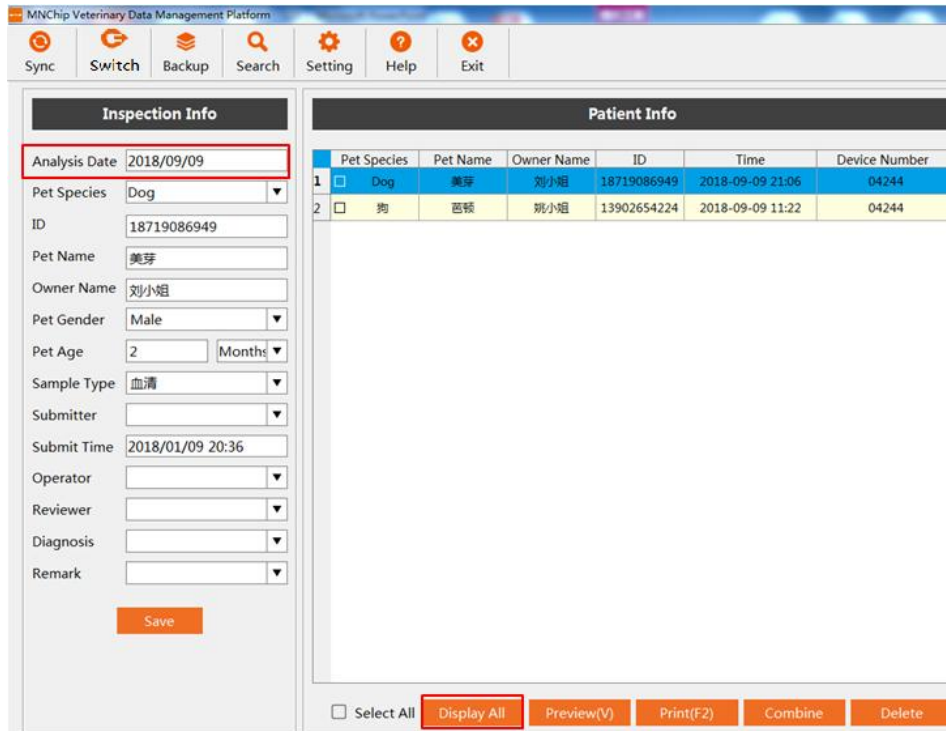 MNChip Veterinary Data Management Platform
Sync Switch Backup Search Setting Help Exit
Inspection Info
Analysis Date 2018/09/09
Pet Species Dog
ID 18719086949
Pet Name 美芽
Owner Name 刘小姐
Pet Gender Male
Pet Age 2 Months
Sample Type 血清
Submitter
Submit Time 2018/01/09 20:36
Operator
Reviewer
Diagnosis
Remark
Save
Patient Info
Pet Species Pet Name Owner Name ID Time Device Number
1 Dog 美芽 刘小姐 18719086949 2018-09-09 21:06 04244
2 狗 芭顿 姚小姐 13902654224 2018-09-09 11:22 04244
Select All Display All Preview(V) Print(F2) Combine Delete